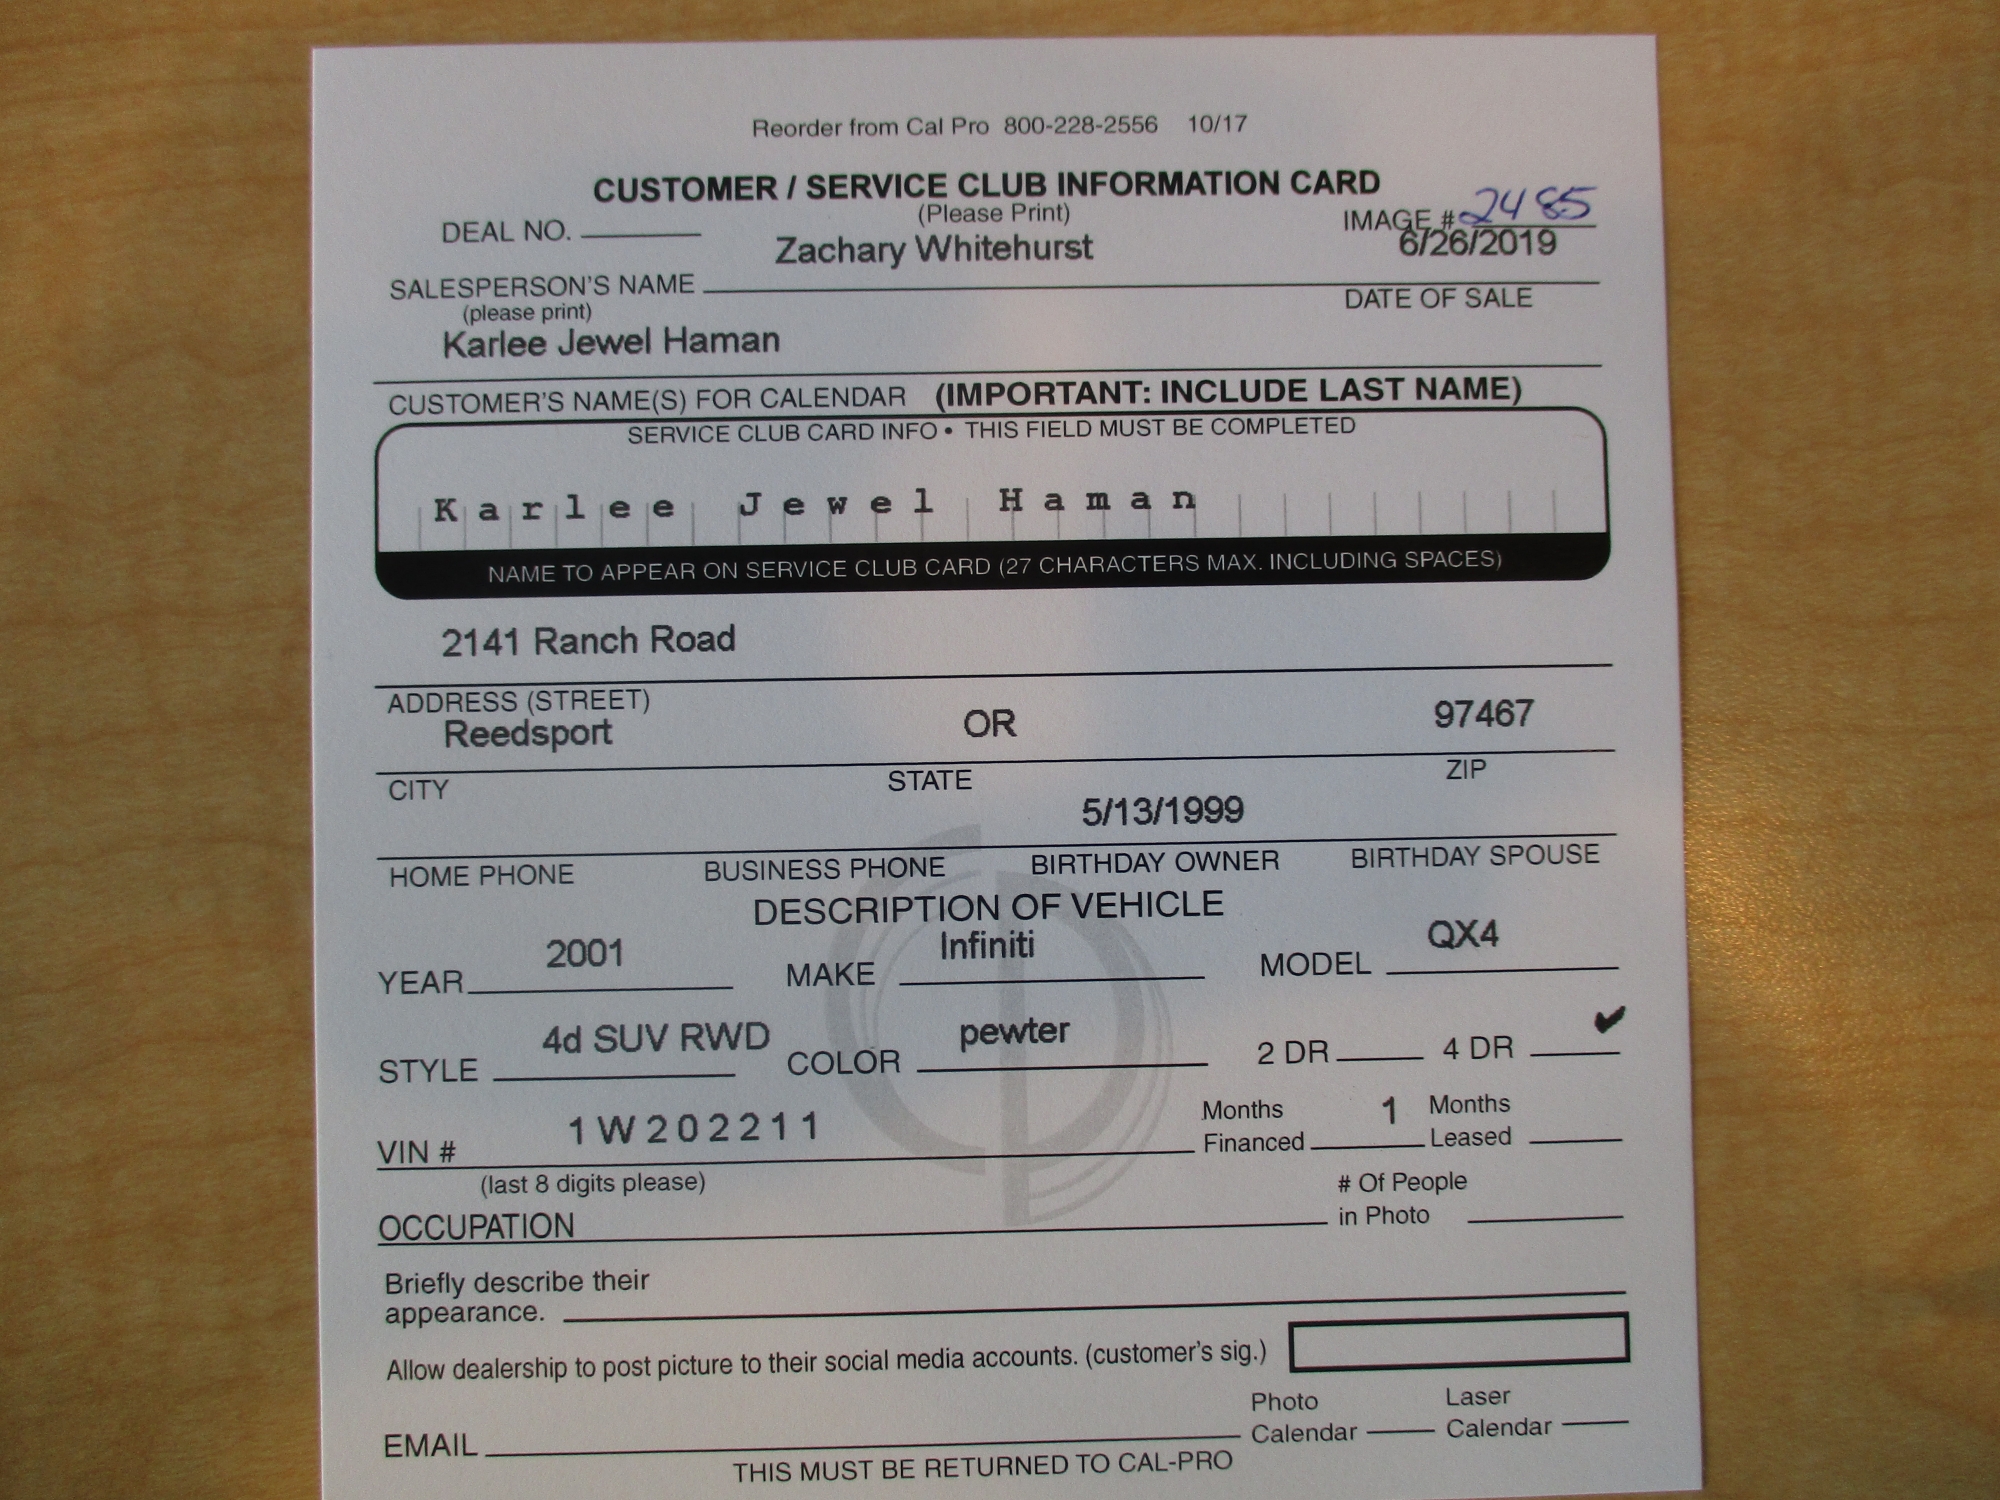 Reorder from Cal Pro 800-228-2556 10/17
CUSTOMER / SERVICE CLUB INFORMATION CARD
(Please Print)
DEAL NO.
IMAGE # 2485
Zachary Whitehurst 6/26/2019
SALESPERSON'S NAME
(please print)
DATE OF SALE
Karlee Jewel Haman
CUSTOMER'S NAME(S) FOR CALENDAR (IMPORTANT: INCLUDE LAST NAME)
SERVICE CLUB CARD INFO • THIS FIELD MUST BE COMPLETED
Karlee Jewel Haman
NAME TO APPEAR ON SERVICE CLUB CARD (27 CHARACTERS MAX. INCLUDING SPACES)
2141 Ranch Road
ADDRESS (STREET)
Reedsport OR 97467
CITY STATE ZIP
5/13/1999
HOME PHONE BUSINESS PHONE BIRTHDAY OWNER BIRTHDAY SPOUSE
DESCRIPTION OF VEHICLE
YEAR 2001 MAKE Infiniti MODEL QX4
STYLE 4d SUV RWD COLOR pewter 2 DR 4 DR ✔
VIN # 1W202211 Months Financed 1 Months Leased
(last 8 digits please)
OCCUPATION # Of People in Photo
Briefly describe their
appearance.
Allow dealership to post picture to their social media accounts. (customer's sig.)
EMAIL Photo Calendar Laser Calendar
THIS MUST BE RETURNED TO CAL-PRO